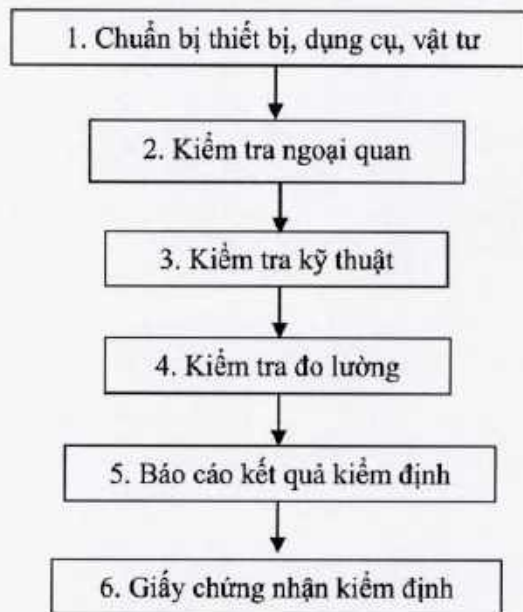 1. Chuẩn bị thiết bị, dụng cụ, vật tư
2. Kiểm tra ngoại quan
3. Kiểm tra kỹ thuật
4. Kiểm tra đo lường
5. Báo cáo kết quả kiểm định
6. Giấy chứng nhận kiểm định